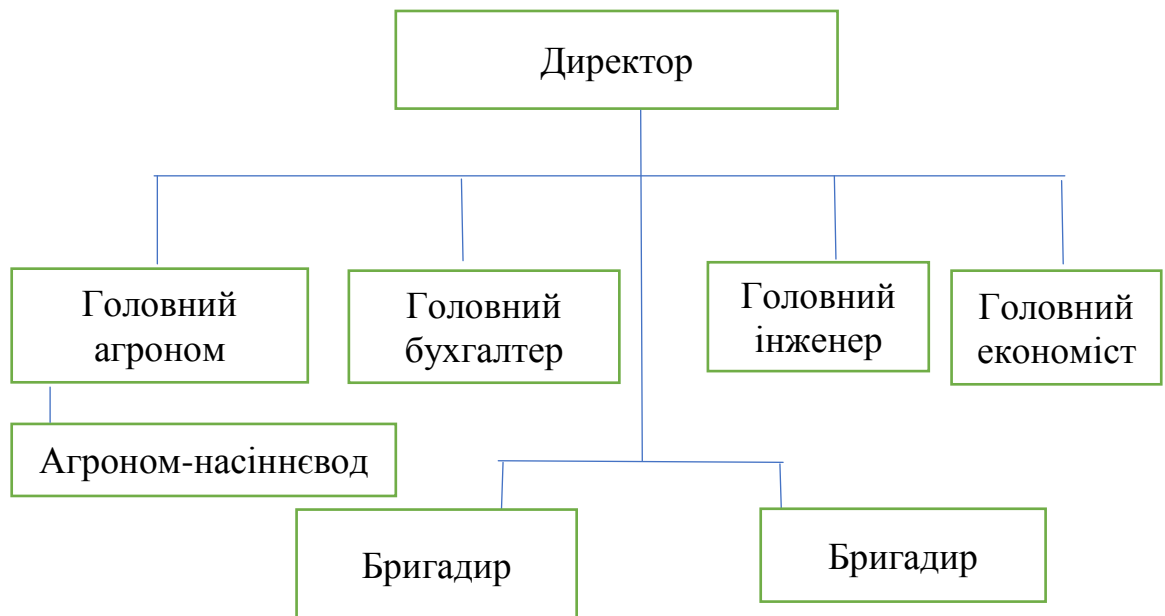 Директор
Головний
агроном
Головний
бухгалтер
Головний
інженер
Головний
економіст
Агроном-насіннєвод
Бригадир
Бригадир